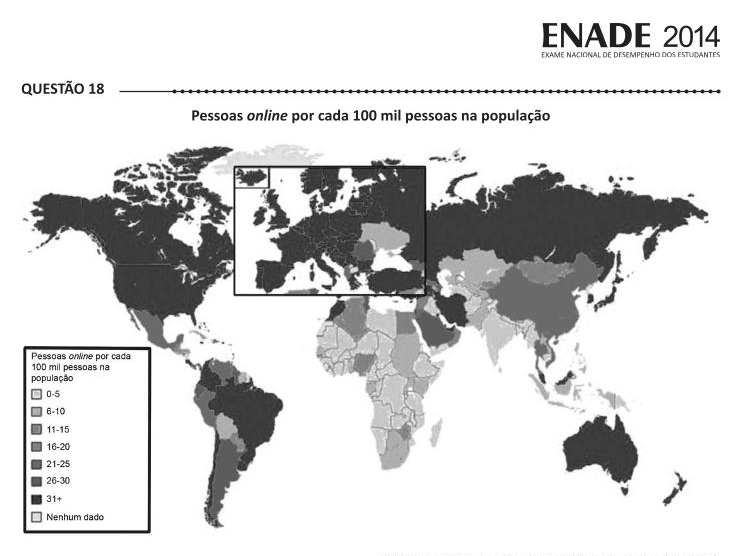 ENADE 2014
EXAME NACIONAL DE DESEMPENHO DOS ESTUDANTES
QUESTÃO 18
Pessoas online por cada 100 mil pessoas na população
Pessoas online por cada
100 mil pessoas na
população
0-5
6-10
11-15
16-20
21-25
26-30
31+
Nenhum dado